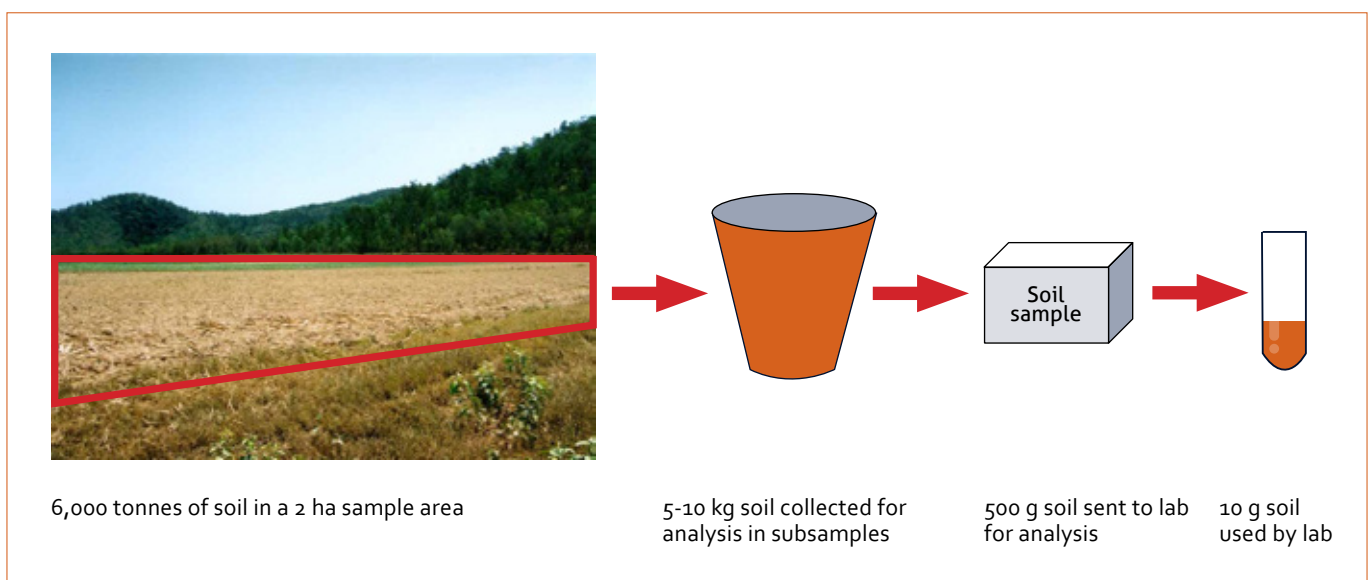 Soil
sample
6,000 tonnes of soil in a 2 ha sample area
5-10 kg soil collected for
analysis in subsamples
500 g soil sent to lab
for analysis
10 g soil
used by lab